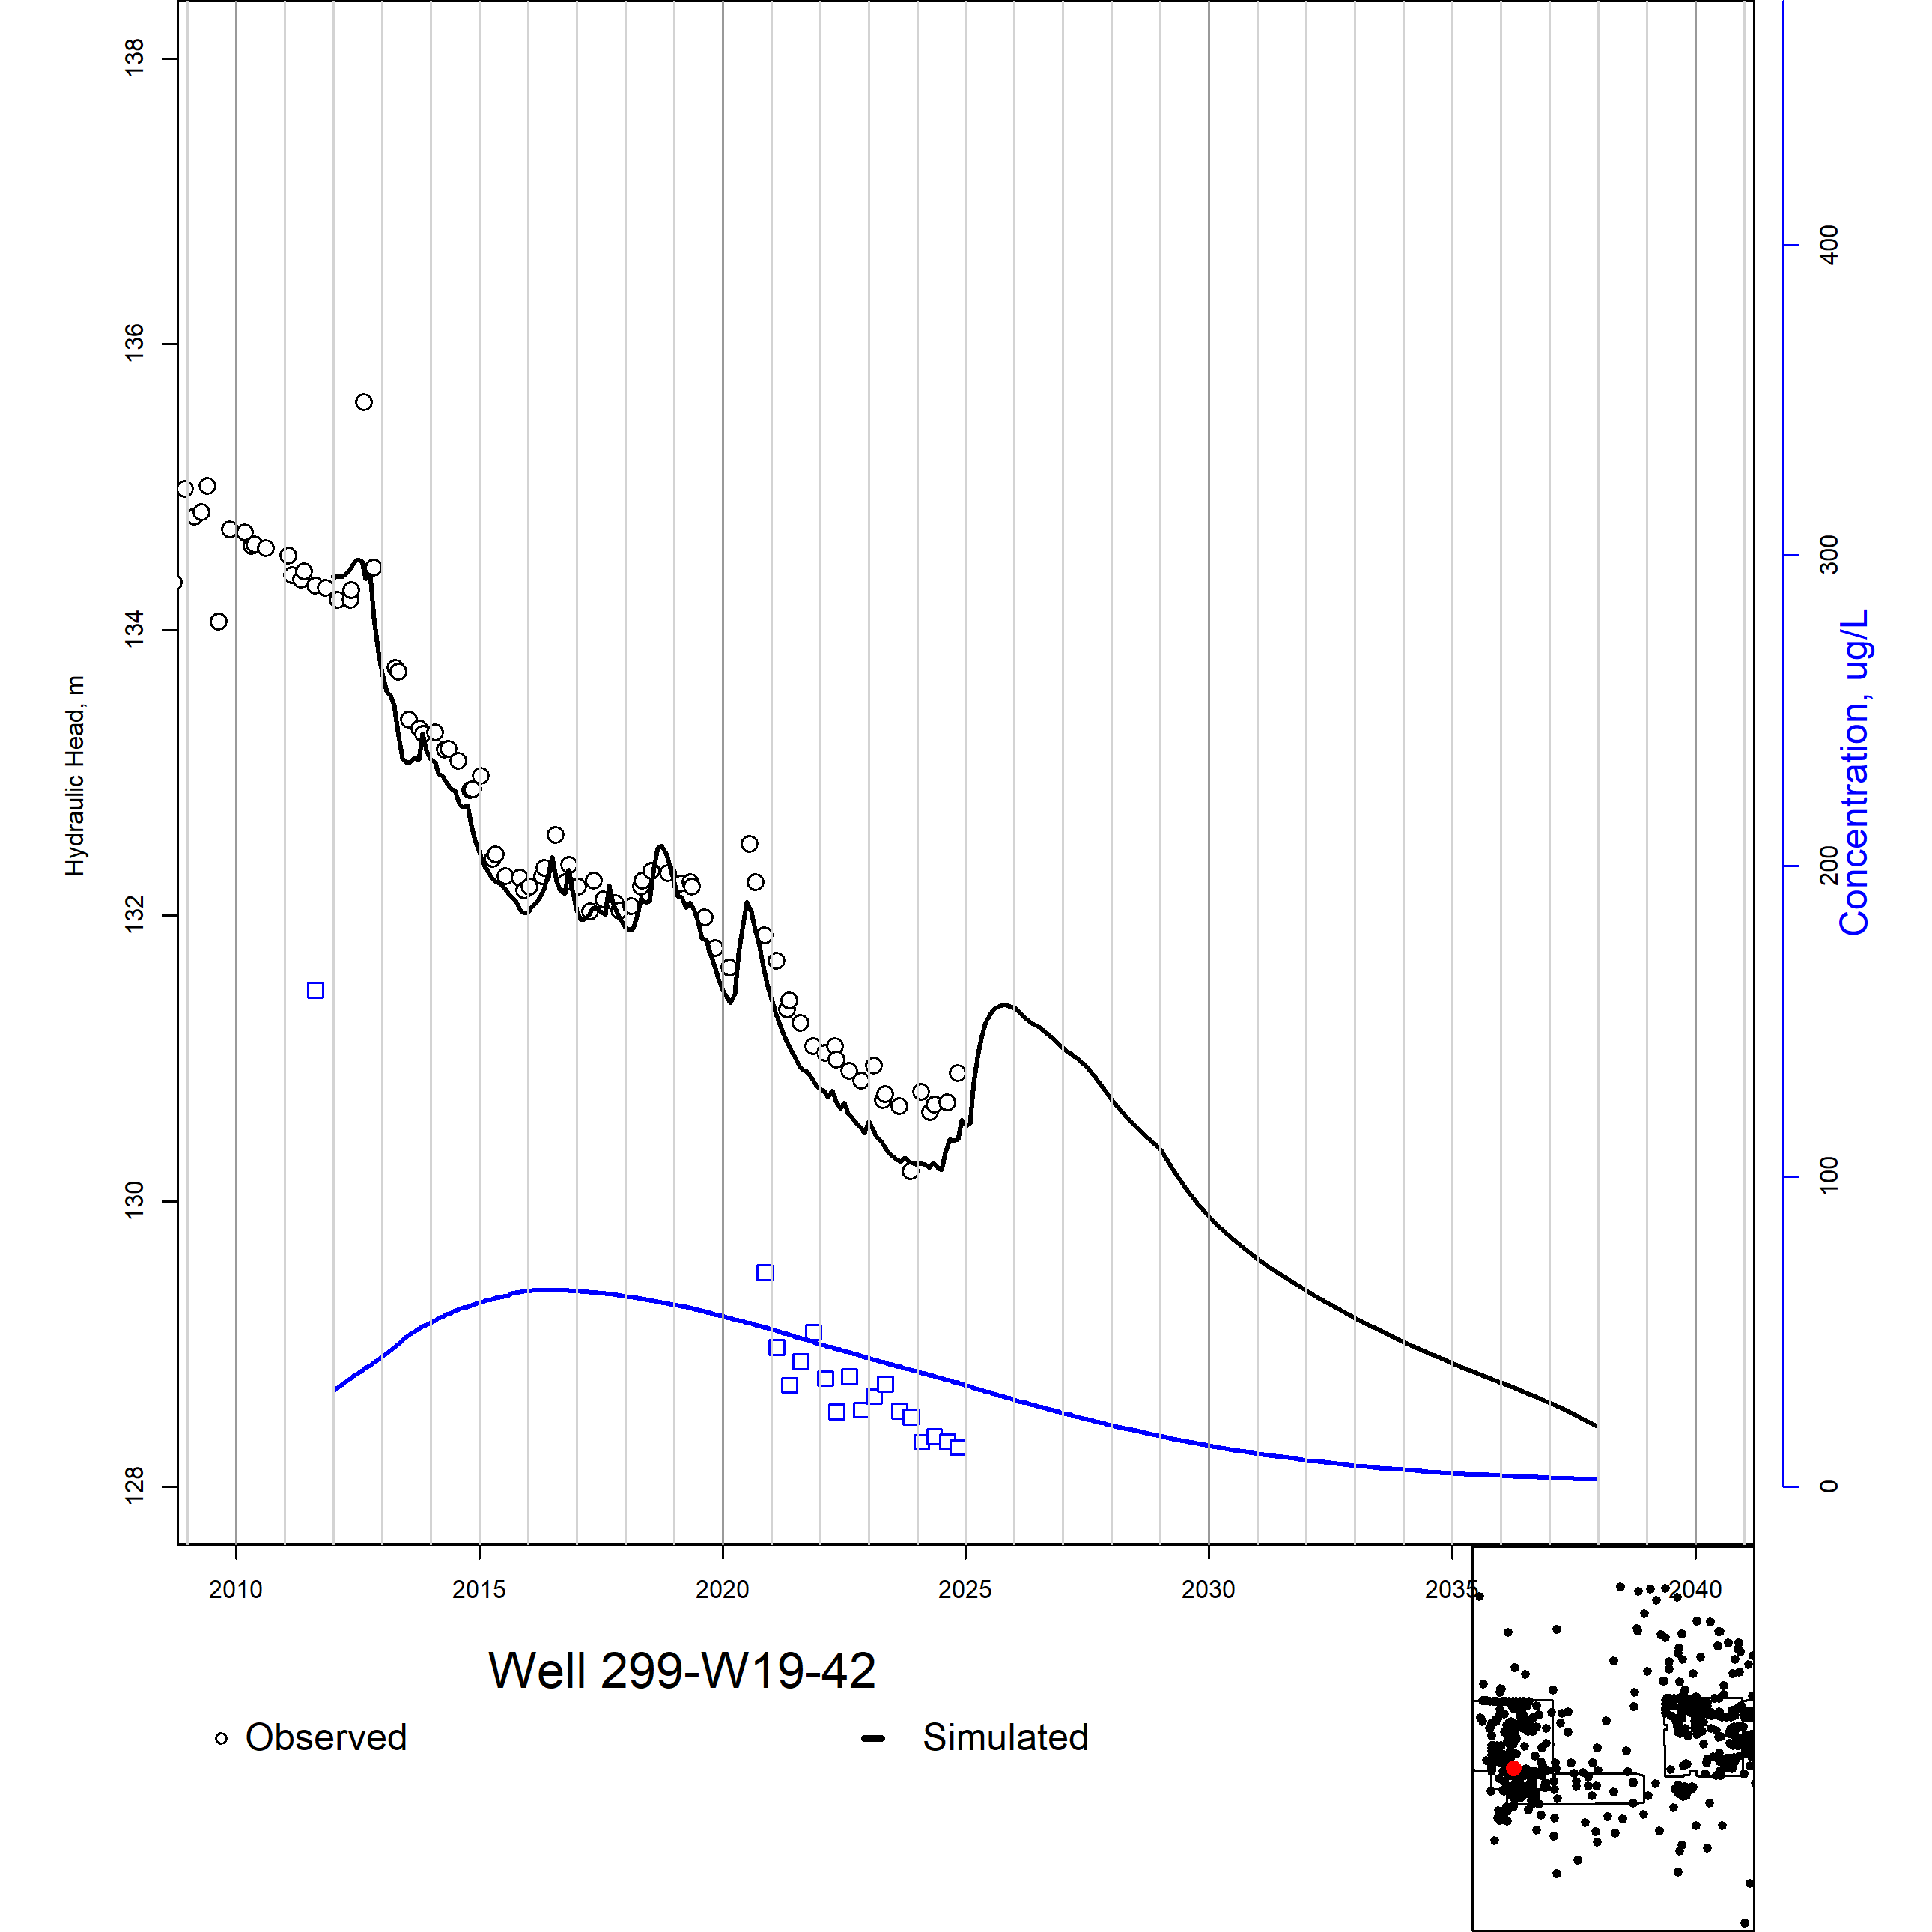 138
136
134
132
130
128
Hydraulic Head, m
400
300
200
100
0
Concentration, ug/L
2010 2015 2020 2025 2030 2035 2040
Well 299-W19-42
Observed Simulated